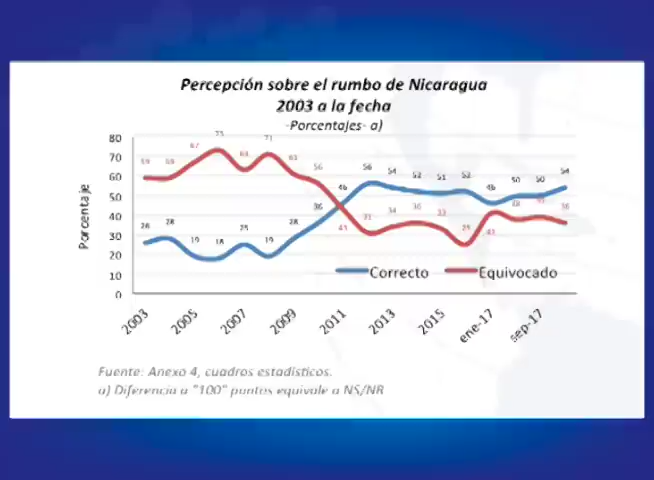 Percepción sobre el rumbo de Nicaragua
2003 a la fecha
-Porcentajes- a)
Porcentaje
80
70
60
50
40
30
20
10
0
59 59 67 73 63 71 61 56 56 54 52 51 52 46 50 50 54
26 28 19 18 25 19 28 36 46 43 31 34 36 33 25 41 38 39 36
Correcto
Equivocado
2003 2005 2007 2009 2011 2013 2015 ene-17 sep-17
Fuente: Anexo 4, cuadros estadísticos.
a) Diferencia a "100" puntos equivale a NS/NR